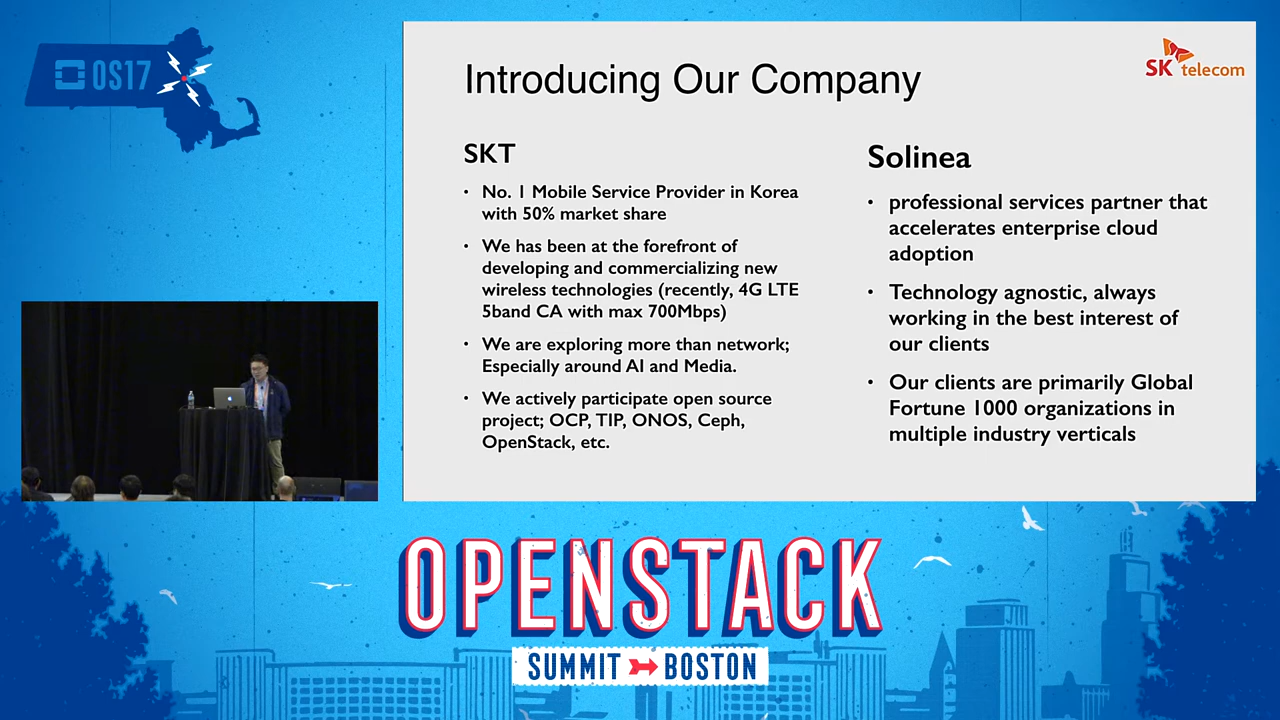 OS17
Introducing Our Company
SK telecom
SKT
• No. 1 Mobile Service Provider in Korea
with 50% market share
• We has been at the forefront of
developing and commercializing new
wireless technologies (recently, 4G LTE
5band CA with max 700Mbps)
• We are exploring more than network;
Especially around AI and Media.
• We actively participate open source
project; OCP, TIP, ONOS, Ceph,
OpenStack, etc.
Solinea
• professional services partner that
accelerates enterprise cloud
adoption
• Technology agnostic, always
working in the best interest of
our clients
• Our clients are primarily Global
Fortune 1000 organizations in
multiple industry verticals
OPENSTACK
SUMMIT BOSTON